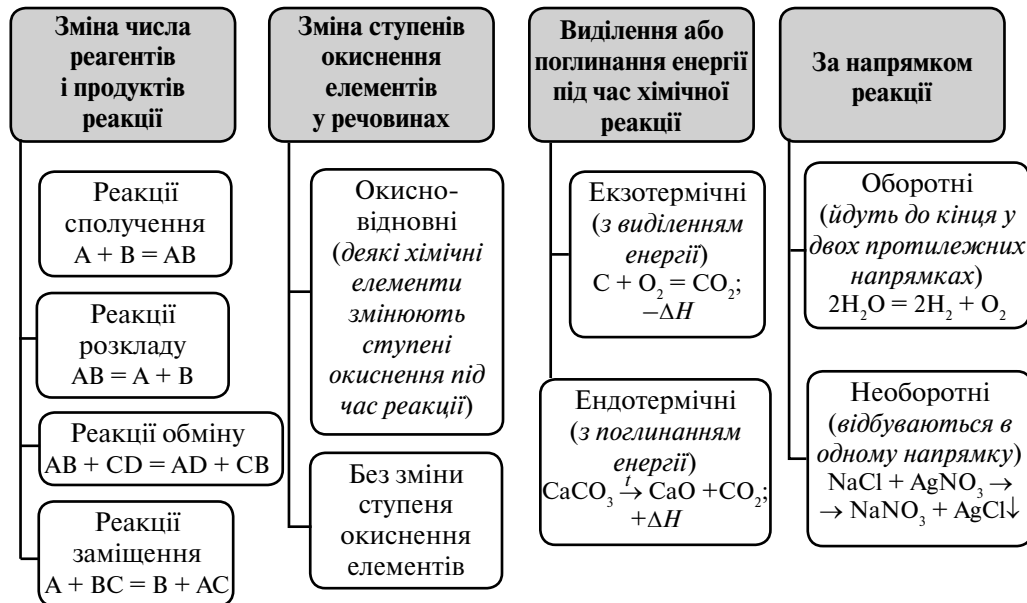 Зміна числа
реагентів
і продуктів
реакції
Реакції
сполучення
A + B = AB
Реакції
розкладу
AB = A + B
Реакції обміну
AB + CD = AD + CB
Реакції
заміщення
A + BC = B + AC
Зміна ступенів
окиснення
елементів
у речовинах
Окисно-
відновні
(деякі хімічні
елементи
змінюють
ступені
окиснення під
час реакції)
Без зміни
ступеня
окиснення
елементів
Виділення або
поглинання енергії
під час хімічної
реакції
Екзотермічні
(з виділенням
енергії)
C + O₂ = CO₂;
–ΔH
Ендотермічні
(з поглинанням
енергії)
CaCO₃ →ᵗ CaO +CO₂;
+ΔH
За напрямком
реакції
Оборотні
(йдуть до кінця у
двох протилежних
напрямках)
2H₂O = 2H₂ + O₂
Необоротні
(відбуваються в
одному напрямку)
NaCl + AgNO₃ →
→ NaNO₃ + AgCl↓